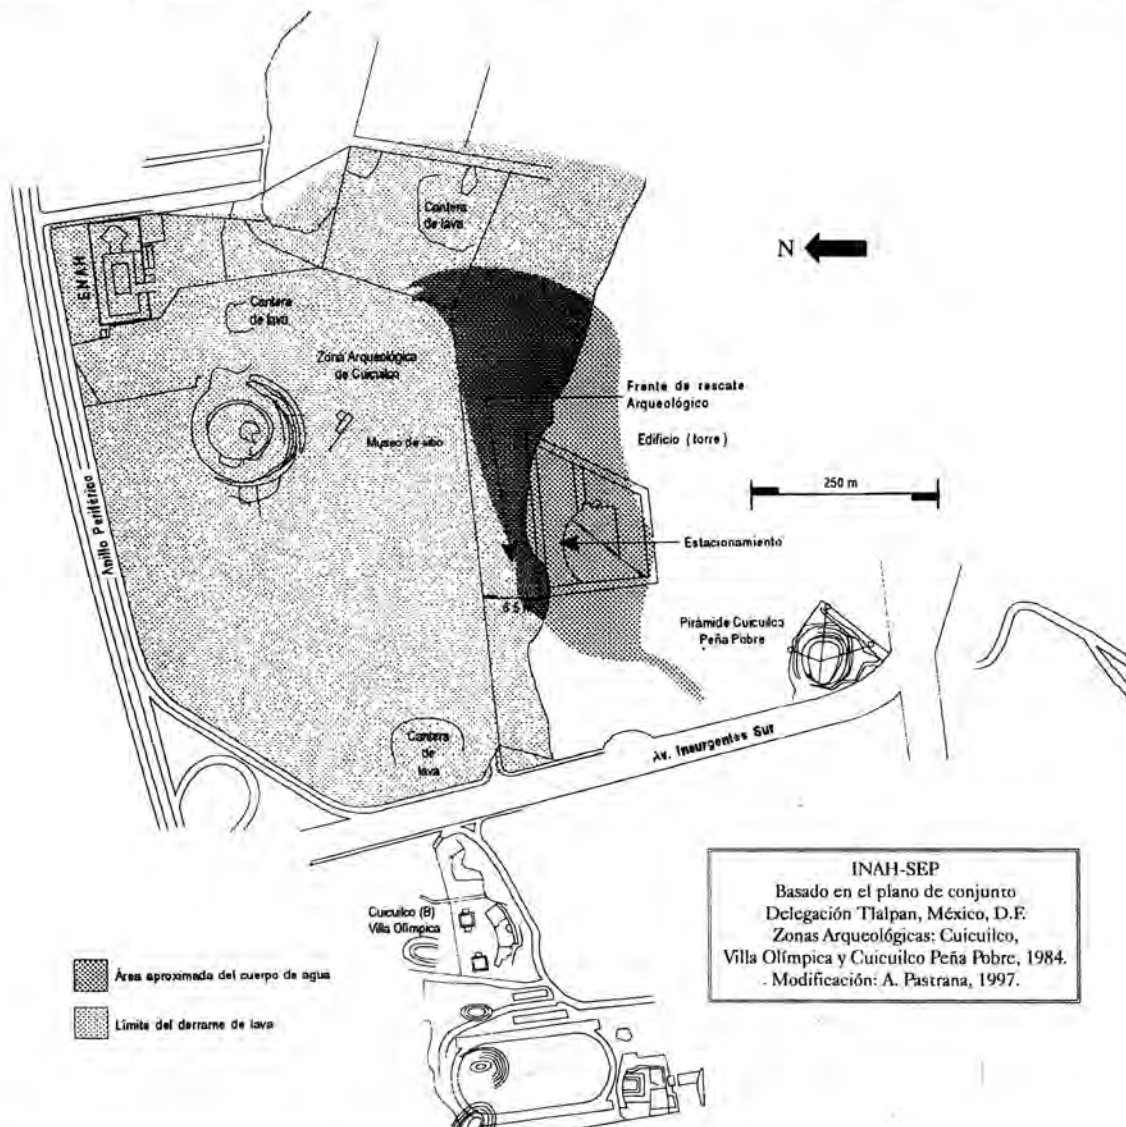 Cantera
de lava
N
ENAH
Cantera
de lava
Zona Arqueológica
de Cuicuilco
Museo de sitio
Frente de rescate
Arqueológico
Edificio (torre)
250 m
Anillo Periférico
Estacionamiento
Pirámide Cuicuilco
Peña Pobre
Cantera
de
lava
Av. Insurgentes Sur
Cuicuilco (B)
Villa Olímpica
INAH-SEP
Basado en el plano de conjunto
Delegación Tlalpan, México, D.F.
Zonas Arqueológicas: Cuicuilco,
Villa Olímpica y Cuicuilco Peña Pobre, 1984.
Modificación: A. Pastrana, 1997.
Área aproximada del cuerpo de agua
Límite del derrame de lava